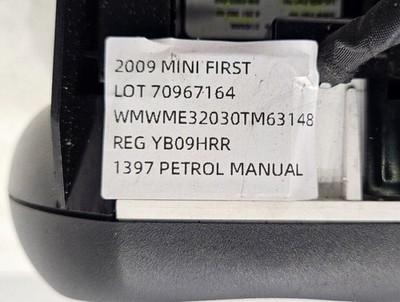 2009 MINI FIRST
LOT 70967164
WMWME32030TM63148
REG YB09HRR
1397 PETROL MANUAL